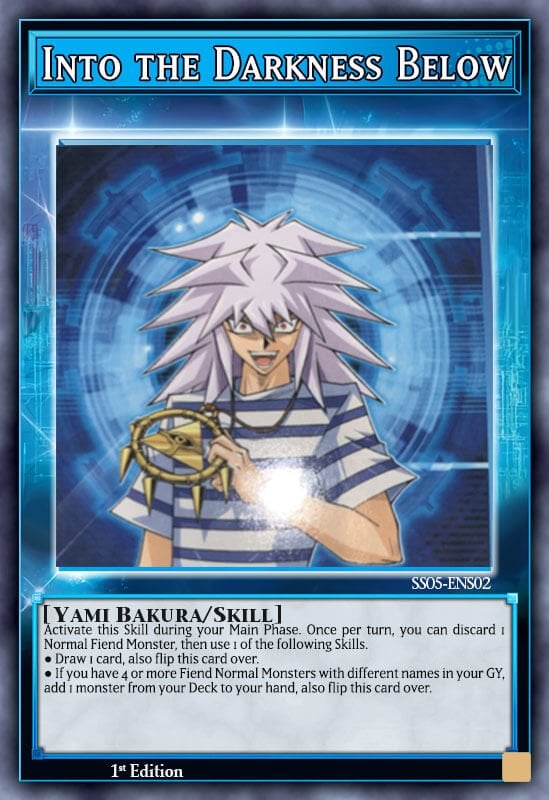 Into the Darkness Below
SS05-ENS02
[Yami Bakura/Skill]
Activate this Skill during your Main Phase. Once per turn, you can discard 1
Normal Fiend Monster, then use 1 of the following Skills.
● Draw 1 card, also flip this card over.
● If you have 4 or more Fiend Normal Monsters with different names in your GY,
add 1 monster from your Deck to your hand, also flip this card over.
1st Edition